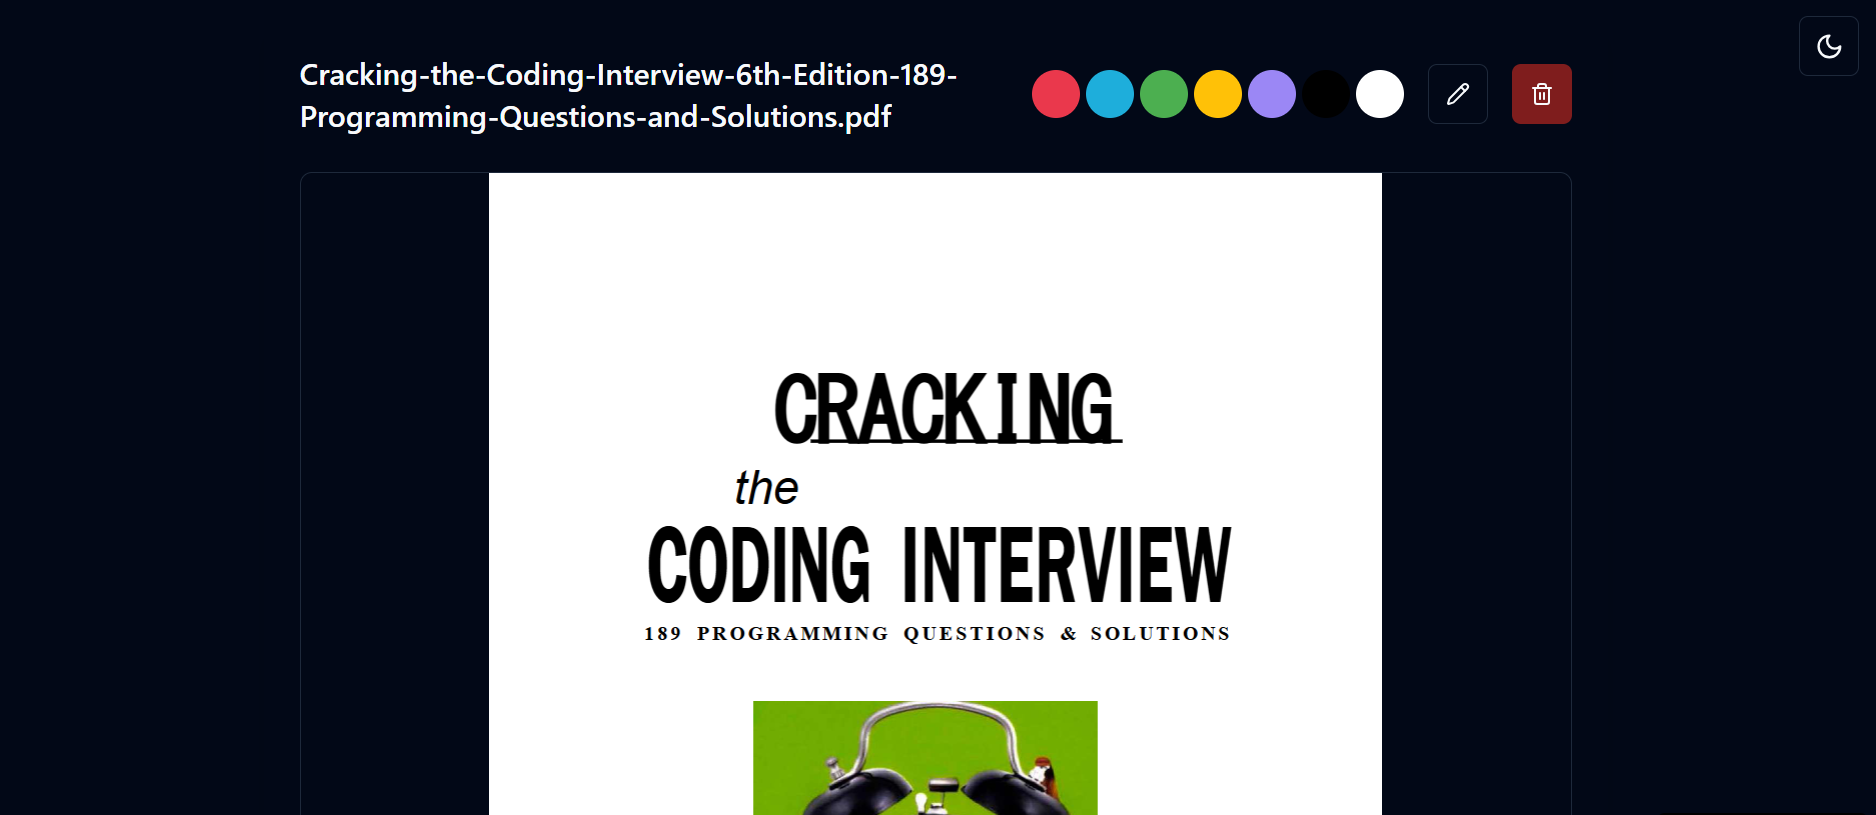 Cracking-the-Coding-Interview-6th-Edition-189-
Programming-Questions-and-Solutions.pdf
CRACKING
the
CODING INTERVIEW
189 PROGRAMMING QUESTIONS & SOLUTIONS